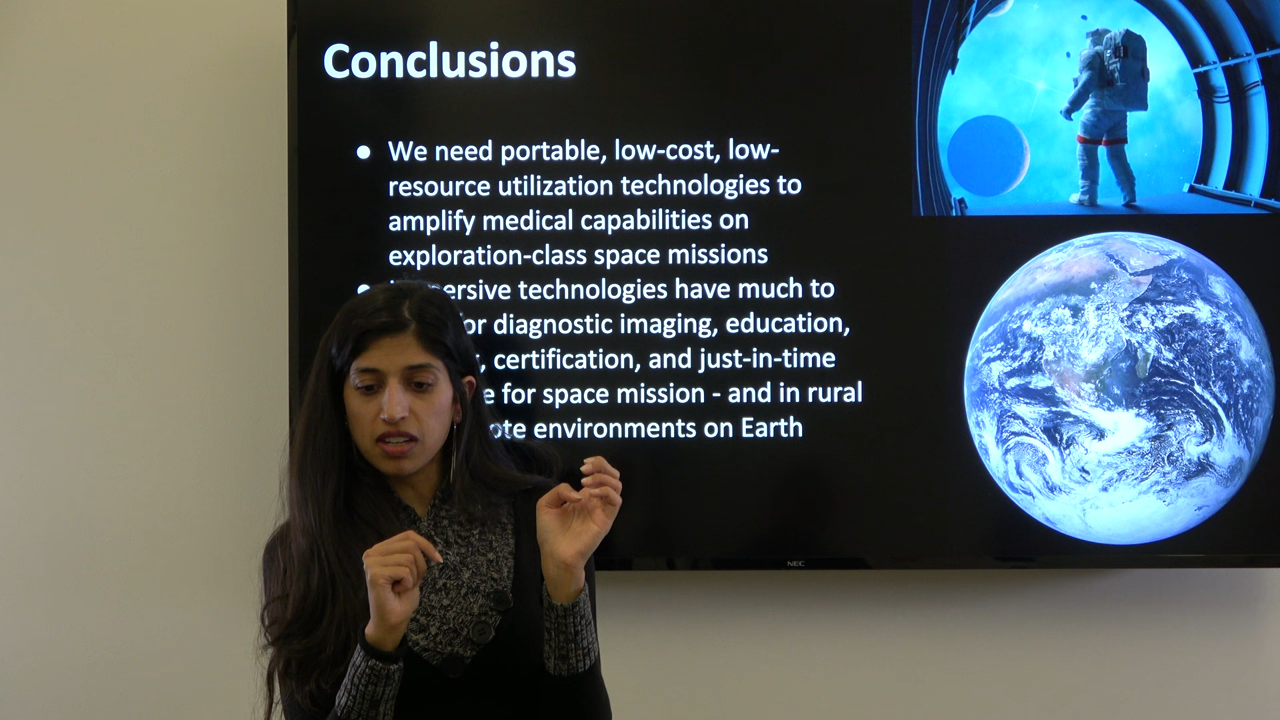 Conclusions
● We need portable, low-cost, low-
resource utilization technologies to
amplify medical capabilities on
exploration-class space missions
● technologies have much to
diagnostic imaging, education,
certification, and just-in-time
for space mission - and in rural
environments on Earth
NEC